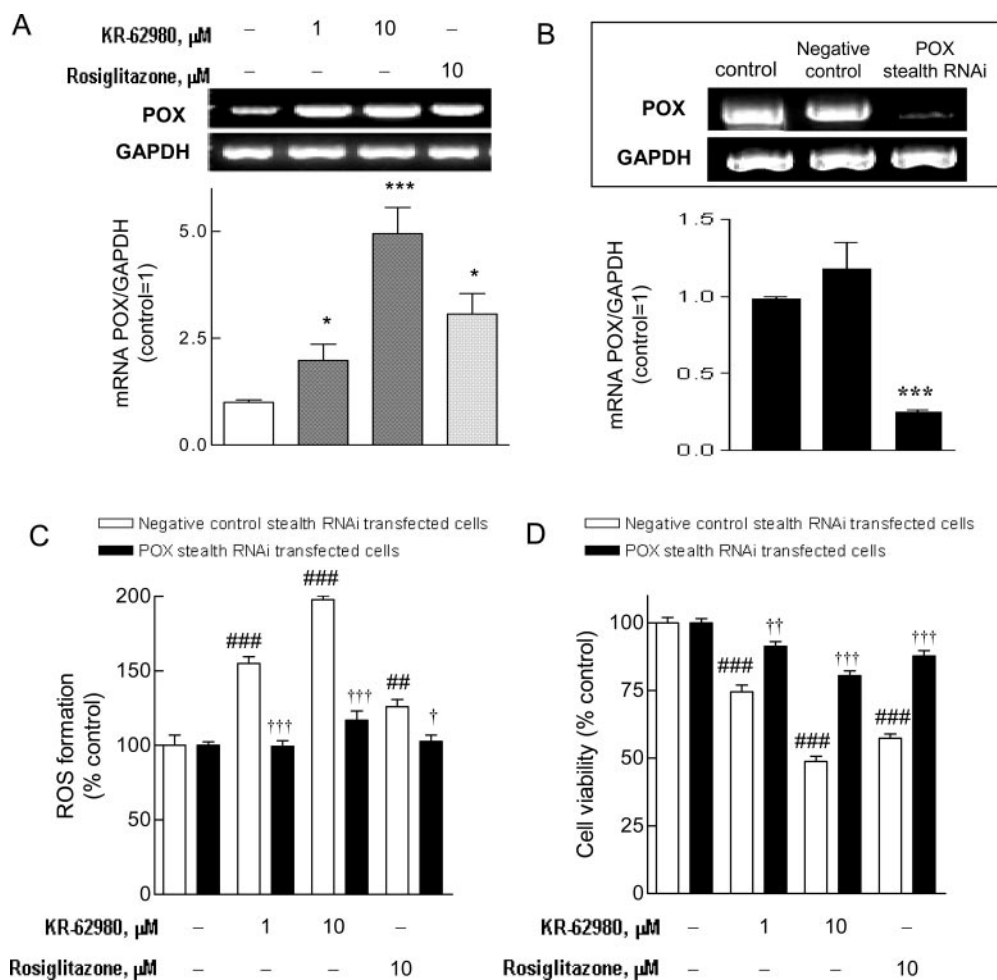 A
KR-62980, µM – 1 10 –
Rosiglitazone, µM – – – 10
POX
GAPDH
mRNA POX/GAPDH
(control=1)
5.0
2.5
0.0
*
***
*
B
control Negative control POX stealth RNAi
POX
GAPDH
mRNA POX/GAPDH
(control=1)
1.5
1.0
0.5
0.0
***
C
Negative control stealth RNAi transfected cells
POX stealth RNAi transfected cells
ROS formation
(% control)
200
150
100
50
0
### ††† ### ††† ## †
KR-62980, µM – 1 10 –
Rosiglitazone, µM – – – 10
D
Negative control stealth RNAi transfected cells
POX stealth RNAi transfected cells
Cell viability (% control)
100
75
50
25
0
### †† ### ††† ### †††
KR-62980, µM – 1 10 –
Rosiglitazone, µM – – – 10